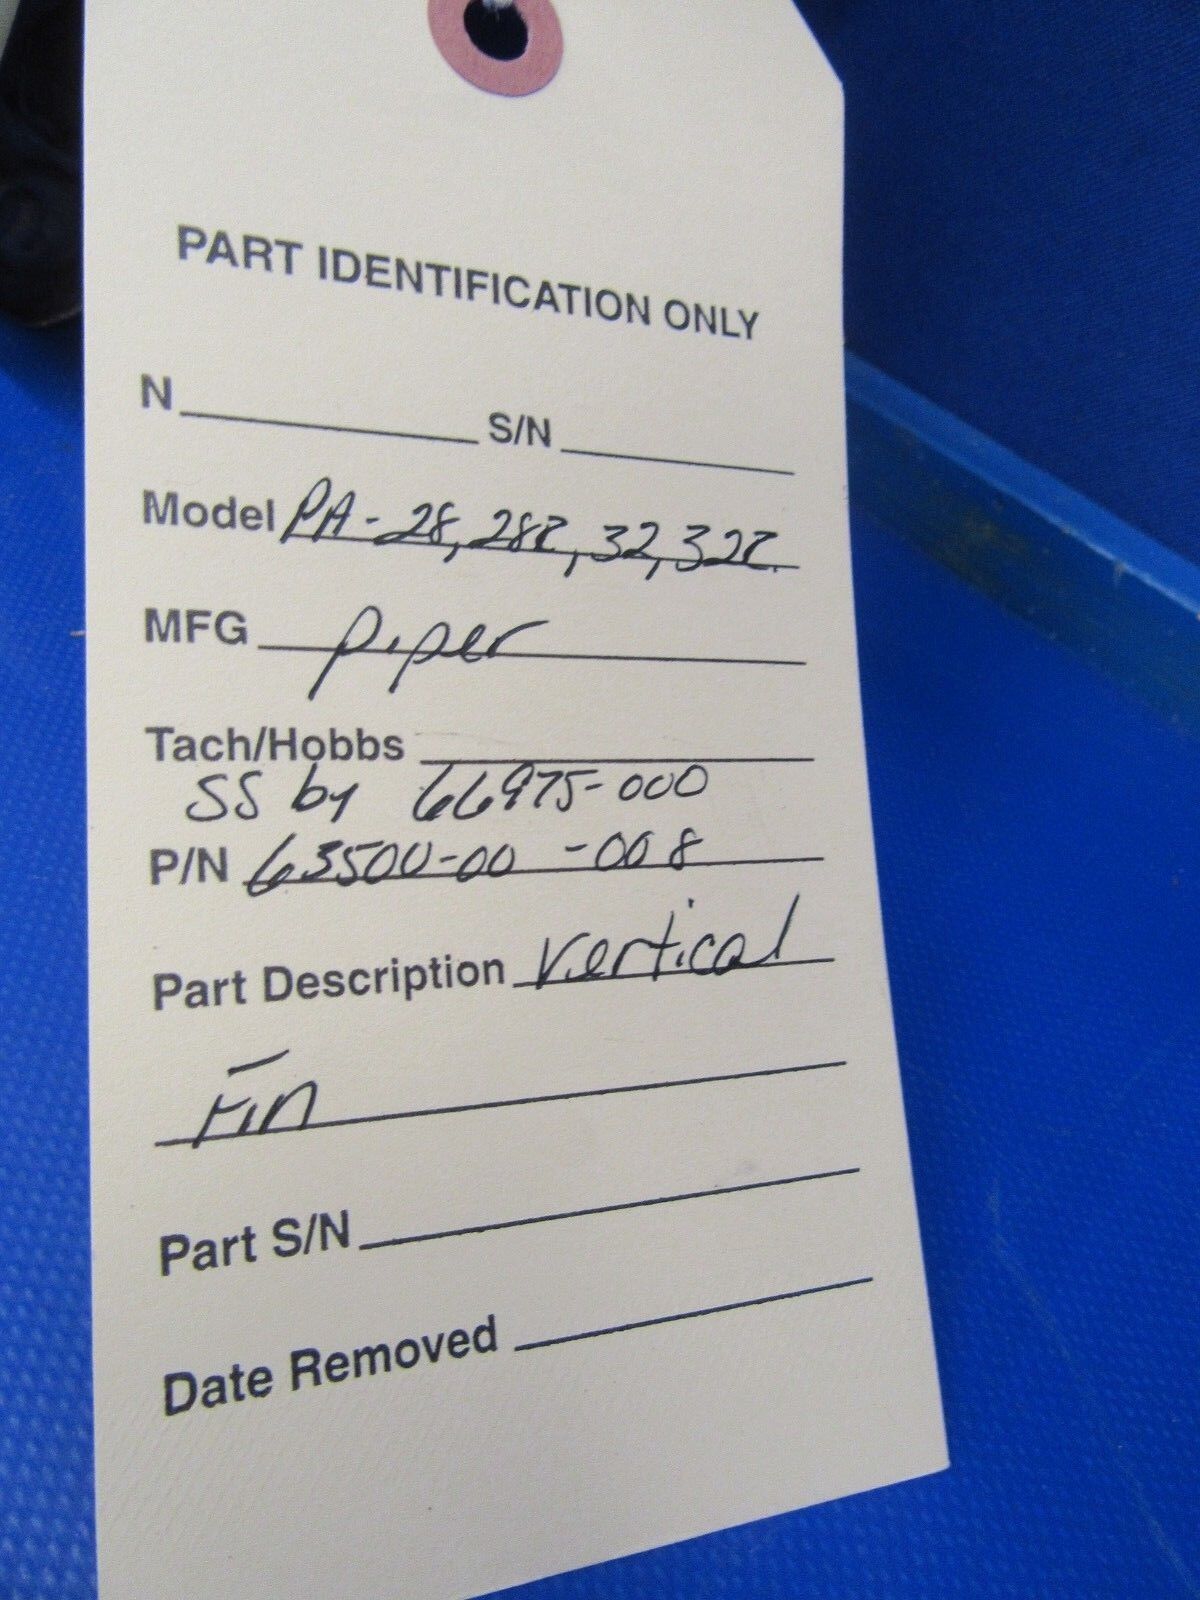 PART IDENTIFICATION ONLY
N S/N
Model PA-28, 28R, 32, 32R
MFG Piper
Tach/Hobbs
SS by 66975-000
P/N 63500-00 -008
Part Description Vertical
Fin
Part S/N
Date Removed